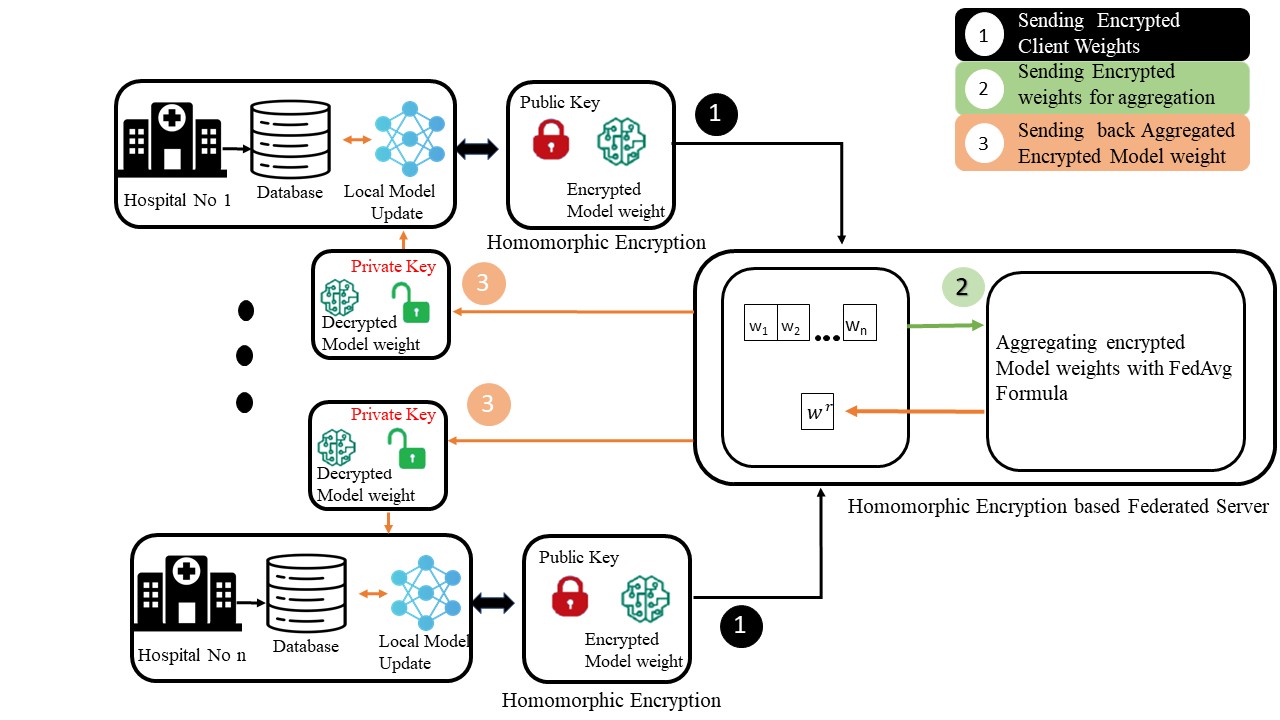 1
Sending Encrypted
Client Weights
2
Sending Encrypted
weights for aggregation
3
Sending back Aggregated
Encrypted Model weight
Hospital No 1
Database
Local Model
Update
Public Key
Encrypted
Model weight
Homomorphic Encryption
1
Private Key
Decrypted
Model weight
3
w1 w2 ... wn
2
Aggregating encrypted
Model weights with FedAvg
Formula
w^r
Homomorphic Encryption based Federated Server
Private Key
Decrypted
Model weight
3
Hospital No n
Database
Local Model
Update
Public Key
Encrypted
Model weight
Homomorphic Encryption
1